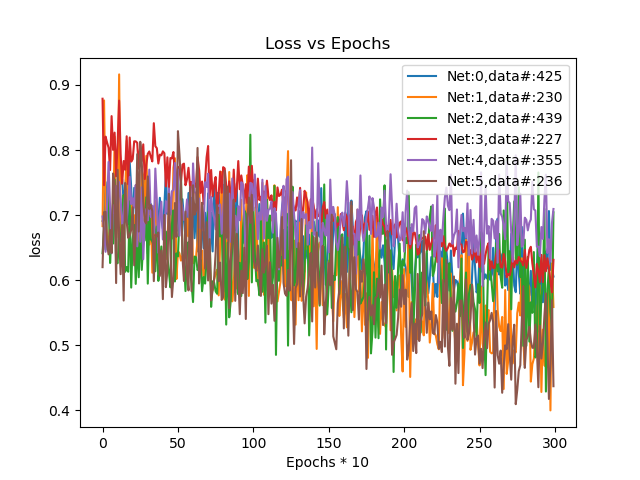 Loss vs Epochs
Net:0,data#:425
Net:1,data#:230
Net:2,data#:439
Net:3,data#:227
Net:4,data#:355
Net:5,data#:236
0.9
0.8
0.7
0.6
0.5
0.4
loss
0 50 100 150 200 250 300
Epochs * 10